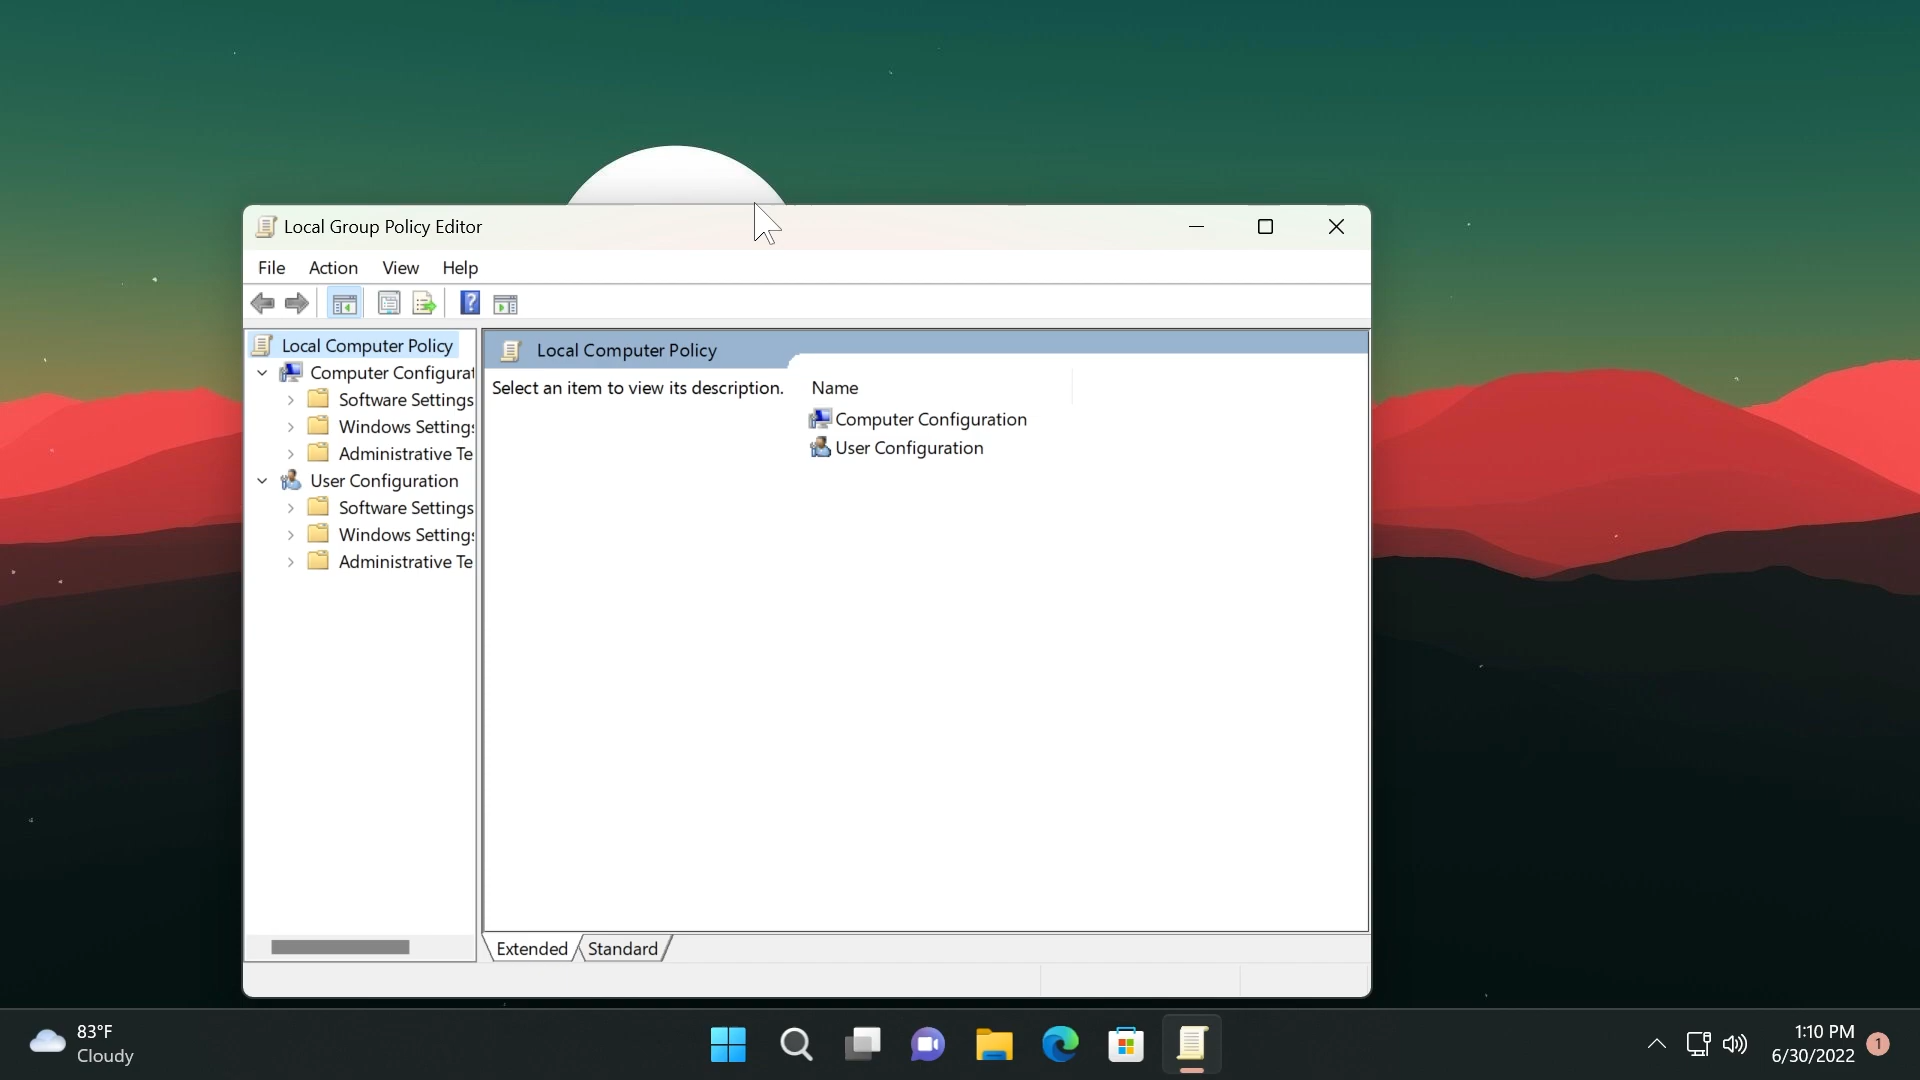 Local Group Policy Editor
File Action View Help
Local Computer Policy
Computer Configurat
Software Settings
Windows Settings
Administrative Te
User Configuration
Software Settings
Windows Settings
Administrative Te
Local Computer Policy
Select an item to view its description.
Name
Computer Configuration
User Configuration
Extended Standard
83°F
Cloudy
1:10 PM
6/30/2022
1